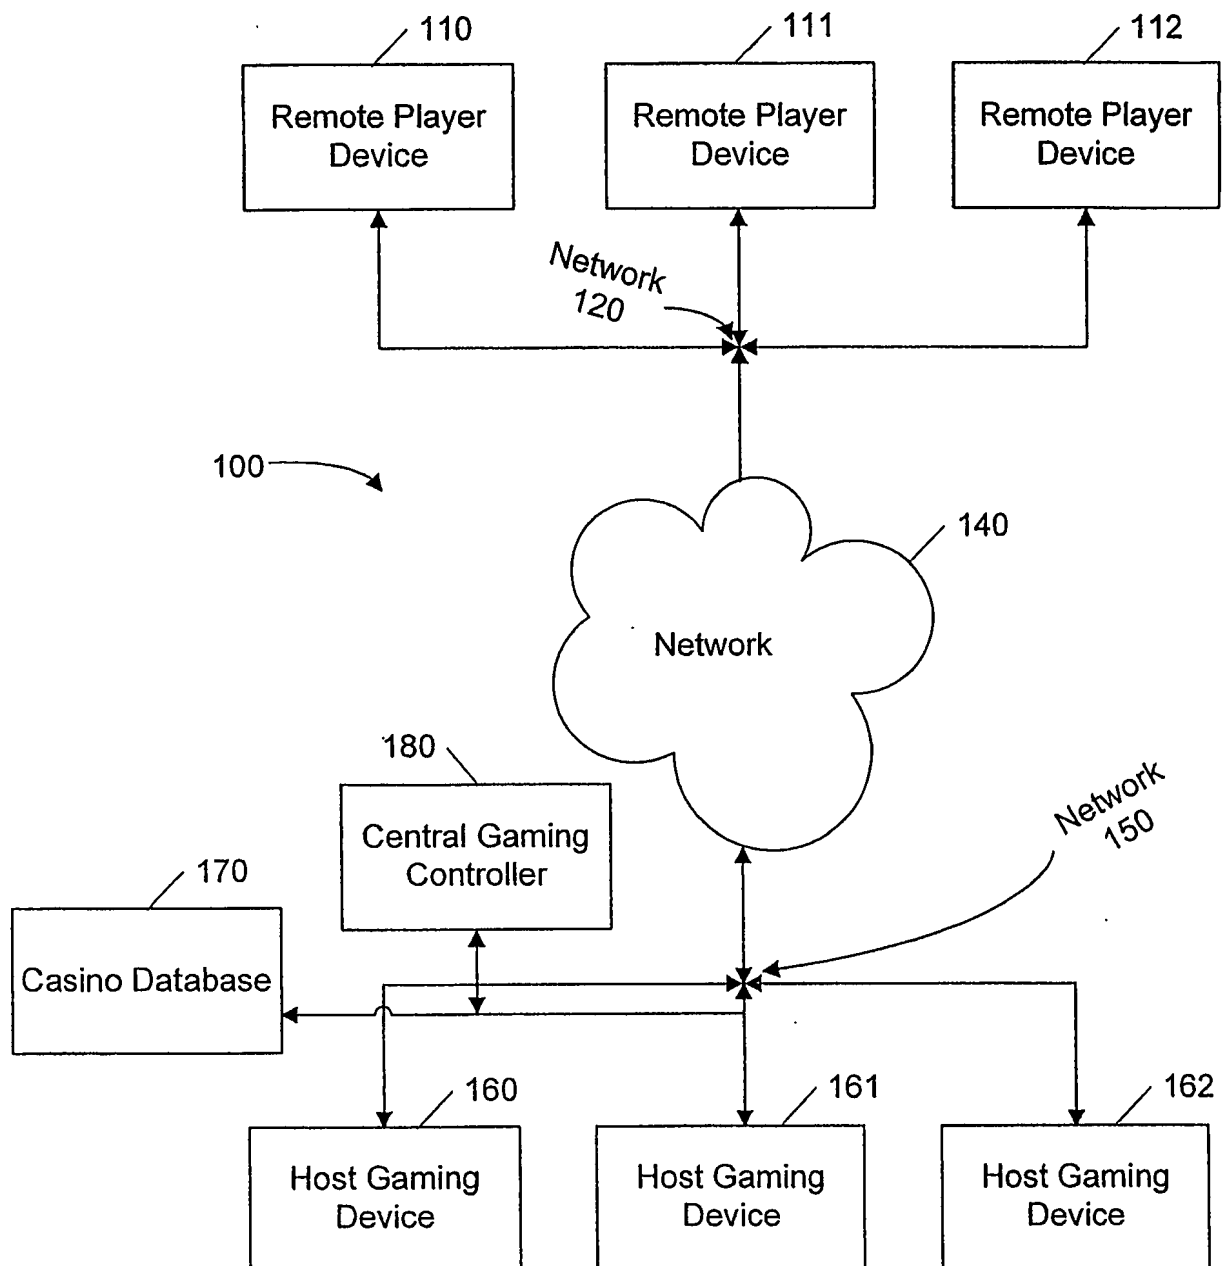 110
111
112
Remote Player
Device
Remote Player
Device
Remote Player
Device
Network
120
100
140
Network
180
Central Gaming
Controller
Network
150
170
Casino Database
160
161
162
Host Gaming
Device
Host Gaming
Device
Host Gaming
Device